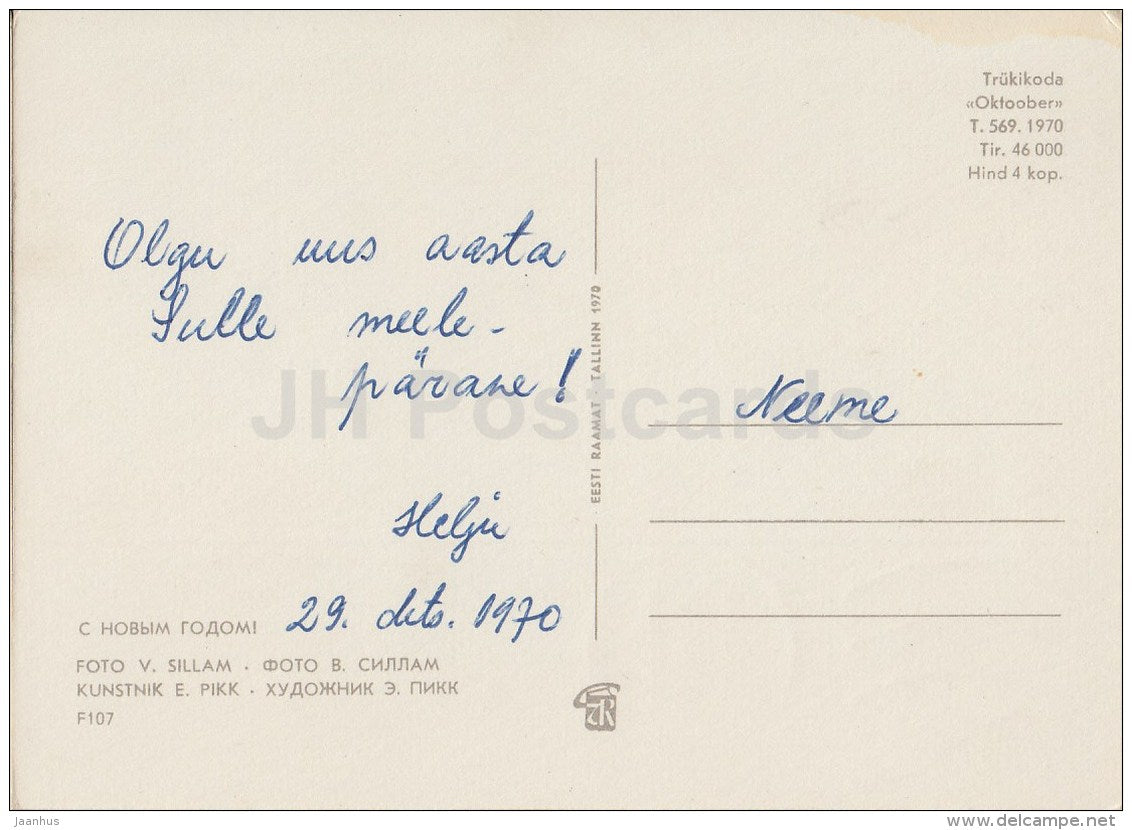 Trükikoda
«Oktoober»
T. 569. 1970
Tir. 46 000
Hind 4 kop.
Olgu uus aasta
Sulle meele-
pärane!
Helju
29. dets. 1970
EESTI RAAMAT · TALLINN 1970
Neeme
С НОВЫМ ГОДОМ!
FOTO V. SILLAM · ФОТО В. СИЛЛАМ
KUNSTNIK E. PIKK · ХУДОЖНИК Э. ПИКК
F107
JH Postcards
Jaanhus
www.delcampe.net